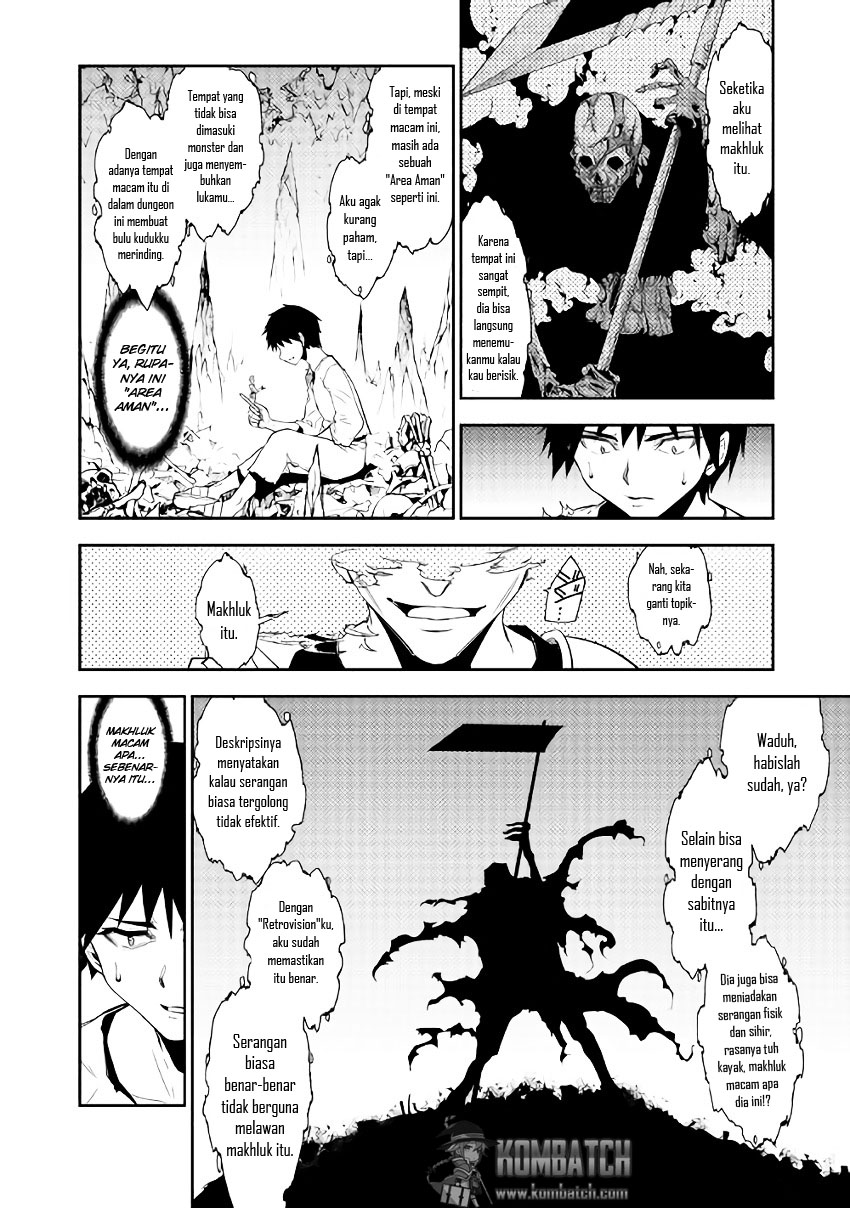 Seketika
aku
melihat
makhluk
itu.
Karena
tempat ini
sangat
sempit,
dia bisa
langsung
menemu-
kanmu kalau
kau berisik.
Tapi, meski
di tempat
macam ini,
masih ada
sebuah
"Area Aman"
seperti ini.
Aku agak
kurang
paham,
tapi...
Tempat yang
tidak bisa
dimasuki
monster dan
juga menyem-
buhkan
lukamu...
Dengan
adanya tempat
macam itu di
dalam dungeon
ini membuat
bulu kudukku
merinding.
BEGITU
YA, RUPA-
NYA INI
"AREA
AMAN"...
Nah, seka-
rang kita
ganti topik-
nya.
Makhluk
itu.
Waduh,
habislah
sudah, ya?
Selain bisa
menyerang
dengan
sabitnya
itu...
Dia juga bisa
meniadakan
serangan fisik
dan sihir,
rasanya tuh
kayak, makhluk
macam apa
dia ini!?
Deskripsinya
menyatakan
kalau serangan
biasa tergolong
tidak efektif.
Dengan
"Retrovision"ku,
aku sudah
memastikan
itu benar.
Serangan
biasa
benar-benar
tidak berguna
melawan
makhluk itu.
MAKHLUK
MACAM
APA...
SEBENAR-
NYA ITU...
KOMBATCH
www.kombatch.com